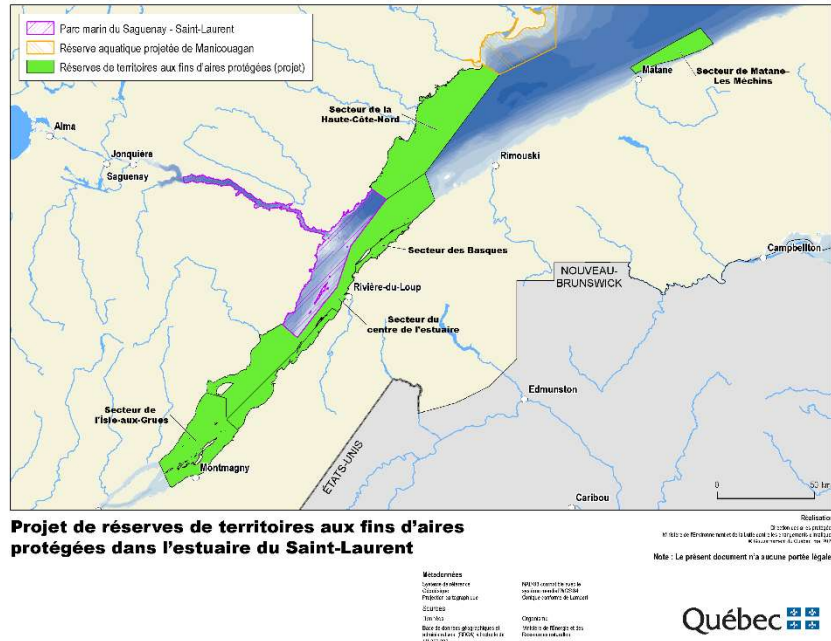 Parc marin du Saguenay - Saint-Laurent
Réserve aquatique projetée de Manicouagan
Réserves de territoires aux fins d'aires protégées (projet)
Matane
Secteur de Matane-
Les Méchins
Secteur de la
Haute-Côte-Nord
Alma
Jonquière
Saguenay
Rimouski
Secteur des Basques
Campbellton
NOUVEAU-
BRUNSWICK
Rivière-du-Loup
Secteur du
centre de l'estuaire
Edmunston
Secteur de
l'Isle-aux-Grues
Montmagny
ÉTATS-UNIS
Caribou
0
50 km
Projet de réserves de territoires aux fins d'aires
protégées dans l'estuaire du Saint-Laurent
Réalisation
Note : Le présent document n'a aucune portée légale
Métadonnées
Sources
Organisme
Québec